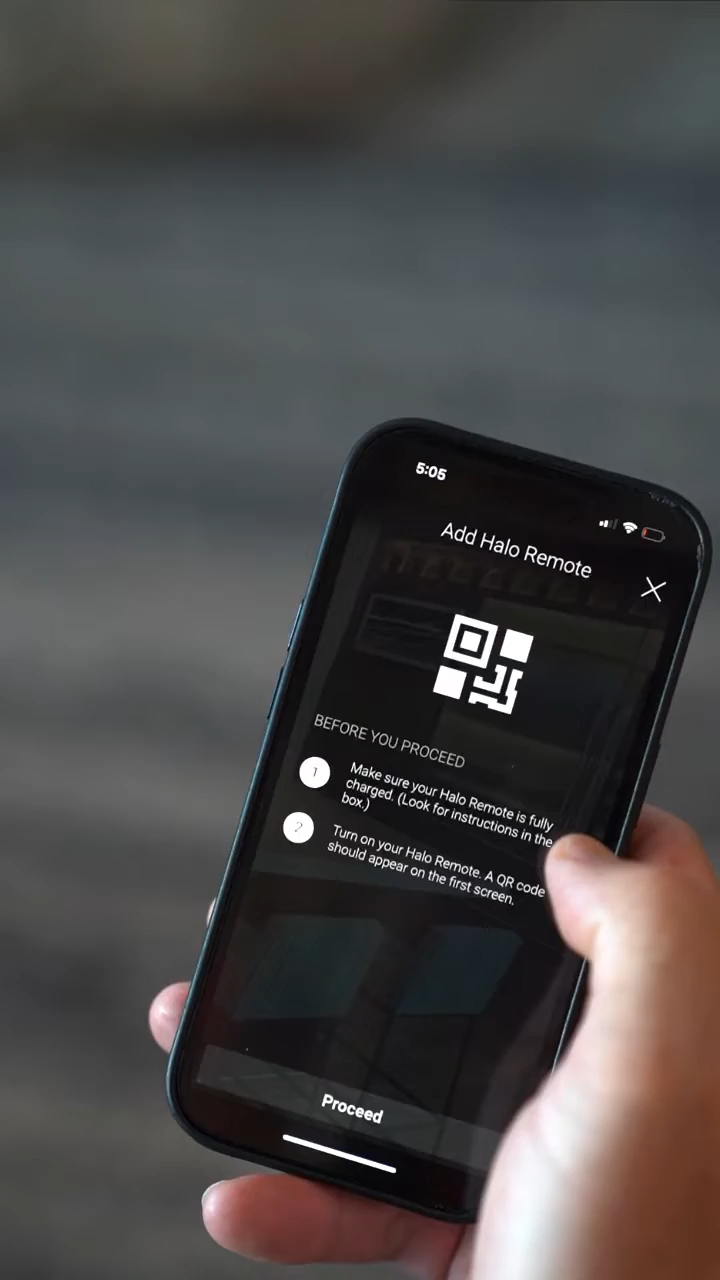 5:05
Add Halo Remote
BEFORE YOU PROCEED
1
Make sure your Halo Remote is fully
charged. (Look for instructions in the
box.)
2
Turn on your Halo Remote. A QR code
should appear on the first screen.
Proceed